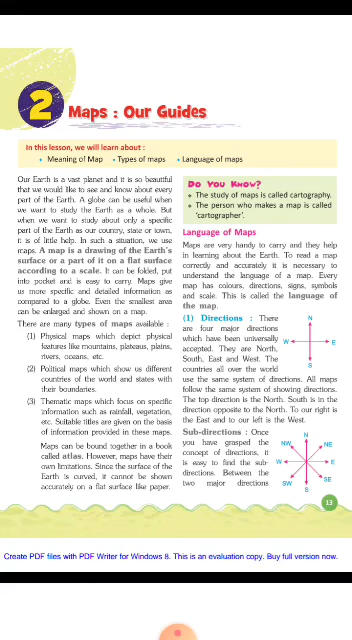 2
Maps : Our Guides
In this lesson, we will learn about :
• Meaning of Map • Types of maps • Language of maps
Our Earth is a vast planet and it is so beautiful
that we would like to see and know about every
part of the Earth. A globe can be useful when
we want to study the Earth as a whole. But
when we want to study about only a specific
part of the Earth as our country, state or town,
it is of little help. In such a situation, we use
maps. A map is a drawing of the Earth's
surface or a part of it on a flat surface
according to a scale. It can be folded, put
into pocket and is easy to carry. Maps give
us more specific and detailed information as
compared to a globe. Even the smallest area
can be enlarged and shown on a map.
There are many types of maps available :
(1) Physical maps which depict physical
features like mountains, plateaus, plains,
rivers, oceans, etc.
(2) Political maps which show us different
countries of the world and states with
their boundaries.
(3) Thematic maps which focus on specific
information such as rainfall, vegetation,
etc. Suitable titles are given on the basis
of information provided in these maps.
Maps can be bound together in a book
called atlas. However, maps have their
own limitations. Since the surface of the
Earth is curved, it cannot be shown
accurately on a flat surface like paper.
Do You Know?
❖ The study of maps is called cartography.
❖ The person who makes a map is called
'cartographer'.
Language of Maps
Maps are very handy to carry and they help
in learning about the Earth. To read a map
correctly and accurately it is necessary to
understand the language of a map. Every
map has colours, directions, signs, symbols
and scale. This is called the language of
the map.
(1) Directions : There
are four major directions
which have been universally
accepted. They are North,
South, East and West. The
countries all over the world
use the same system of directions. All maps
follow the same system of showing directions.
The top direction is the North. South is in the
direction opposite to the North. To our right is
the East and to our left is the West.
N
W E
S
Sub-directions : Once
you have grasped the
concept of directions, it
is easy to find the sub-
directions. Between the
two major directions
N
NW NE
W E
SW SE
S
13
Create PDF files with PDF Writer for Windows 8. This is an evaluation copy. Buy full version now.